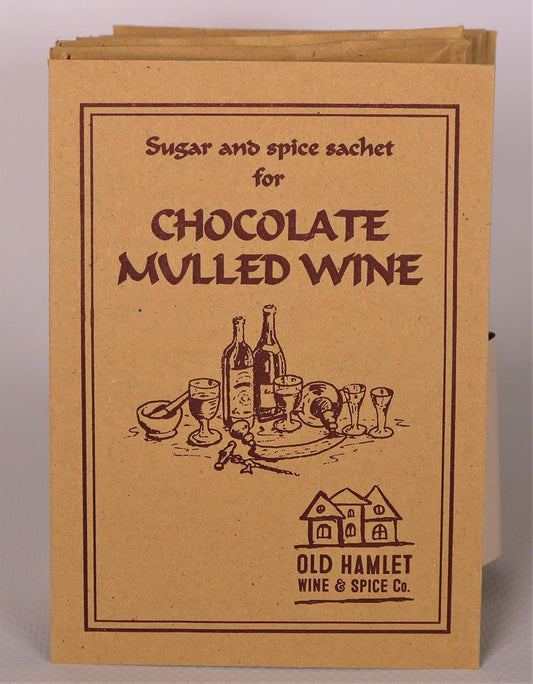 Sugar and spice sachet
for
CHOCOLATE
MULLED WINE
OLD HAMLET
WINE & SPICE Co.